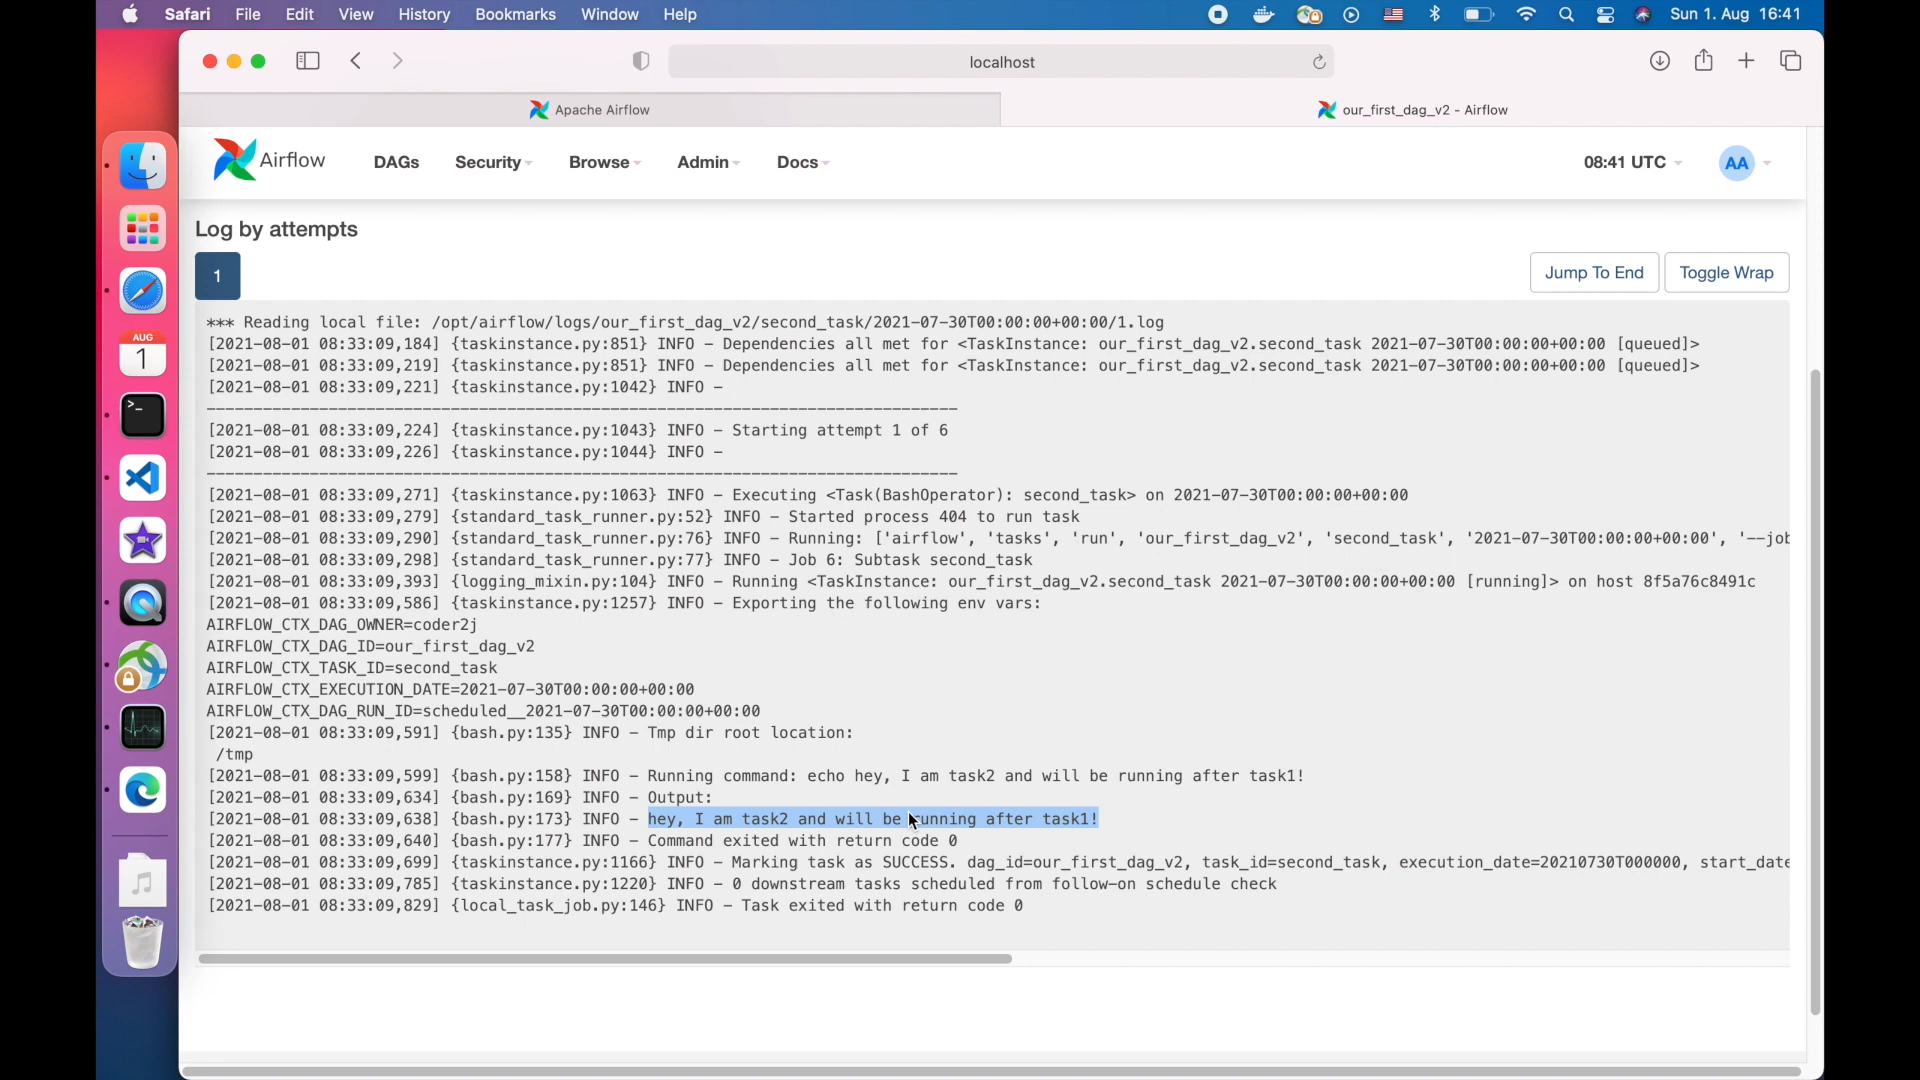 Safari File Edit View History Bookmarks Window Help Sun 1. Aug 16:41
localhost
Apache Airflow our_first_dag_v2 - Airflow
Airflow DAGs Security Browse Admin Docs 08:41 UTC AA
Log by attempts
1 Jump To End Toggle Wrap
*** Reading local file: /opt/airflow/logs/our_first_dag_v2/second_task/2021-07-30T00:00:00+00:00/1.log
[2021-08-01 08:33:09,184] {taskinstance.py:851} INFO - Dependencies all met for <TaskInstance: our_first_dag_v2.second_task 2021-07-30T00:00:00+00:00 [queued]>
[2021-08-01 08:33:09,219] {taskinstance.py:851} INFO - Dependencies all met for <TaskInstance: our_first_dag_v2.second_task 2021-07-30T00:00:00+00:00 [queued]>
[2021-08-01 08:33:09,221] {taskinstance.py:1042} INFO -
--------------------------------------------------------------------------------
[2021-08-01 08:33:09,224] {taskinstance.py:1043} INFO - Starting attempt 1 of 6
[2021-08-01 08:33:09,226] {taskinstance.py:1044} INFO -
--------------------------------------------------------------------------------
[2021-08-01 08:33:09,271] {taskinstance.py:1063} INFO - Executing <Task(BashOperator): second_task> on 2021-07-30T00:00:00+00:00
[2021-08-01 08:33:09,279] {standard_task_runner.py:52} INFO - Started process 404 to run task
[2021-08-01 08:33:09,290] {standard_task_runner.py:76} INFO - Running: ['airflow', 'tasks', 'run', 'our_first_dag_v2', 'second_task', '2021-07-30T00:00:00+00:00', '--job
[2021-08-01 08:33:09,298] {standard_task_runner.py:77} INFO - Job 6: Subtask second_task
[2021-08-01 08:33:09,393] {logging_mixin.py:104} INFO - Running <TaskInstance: our_first_dag_v2.second_task 2021-07-30T00:00:00+00:00 [running]> on host 8f5a76c8491c
[2021-08-01 08:33:09,586] {taskinstance.py:1257} INFO - Exporting the following env vars:
AIRFLOW_CTX_DAG_OWNER=coder2j
AIRFLOW_CTX_DAG_ID=our_first_dag_v2
AIRFLOW_CTX_TASK_ID=second_task
AIRFLOW_CTX_EXECUTION_DATE=2021-07-30T00:00:00+00:00
AIRFLOW_CTX_DAG_RUN_ID=scheduled__2021-07-30T00:00:00+00:00
[2021-08-01 08:33:09,591] {bash.py:135} INFO - Tmp dir root location:
/tmp
[2021-08-01 08:33:09,599] {bash.py:158} INFO - Running command: echo hey, I am task2 and will be running after task1!
[2021-08-01 08:33:09,634] {bash.py:169} INFO - Output:
[2021-08-01 08:33:09,638] {bash.py:173} INFO - hey, I am task2 and will be running after task1!
[2021-08-01 08:33:09,640] {bash.py:177} INFO - Command exited with return code 0
[2021-08-01 08:33:09,699] {taskinstance.py:1166} INFO - Marking task as SUCCESS. dag_id=our_first_dag_v2, task_id=second_task, execution_date=20210730T000000, start_date
[2021-08-01 08:33:09,785] {taskinstance.py:1220} INFO - 0 downstream tasks scheduled from follow-on schedule check
[2021-08-01 08:33:09,829] {local_task_job.py:146} INFO - Task exited with return code 0
AUG
1